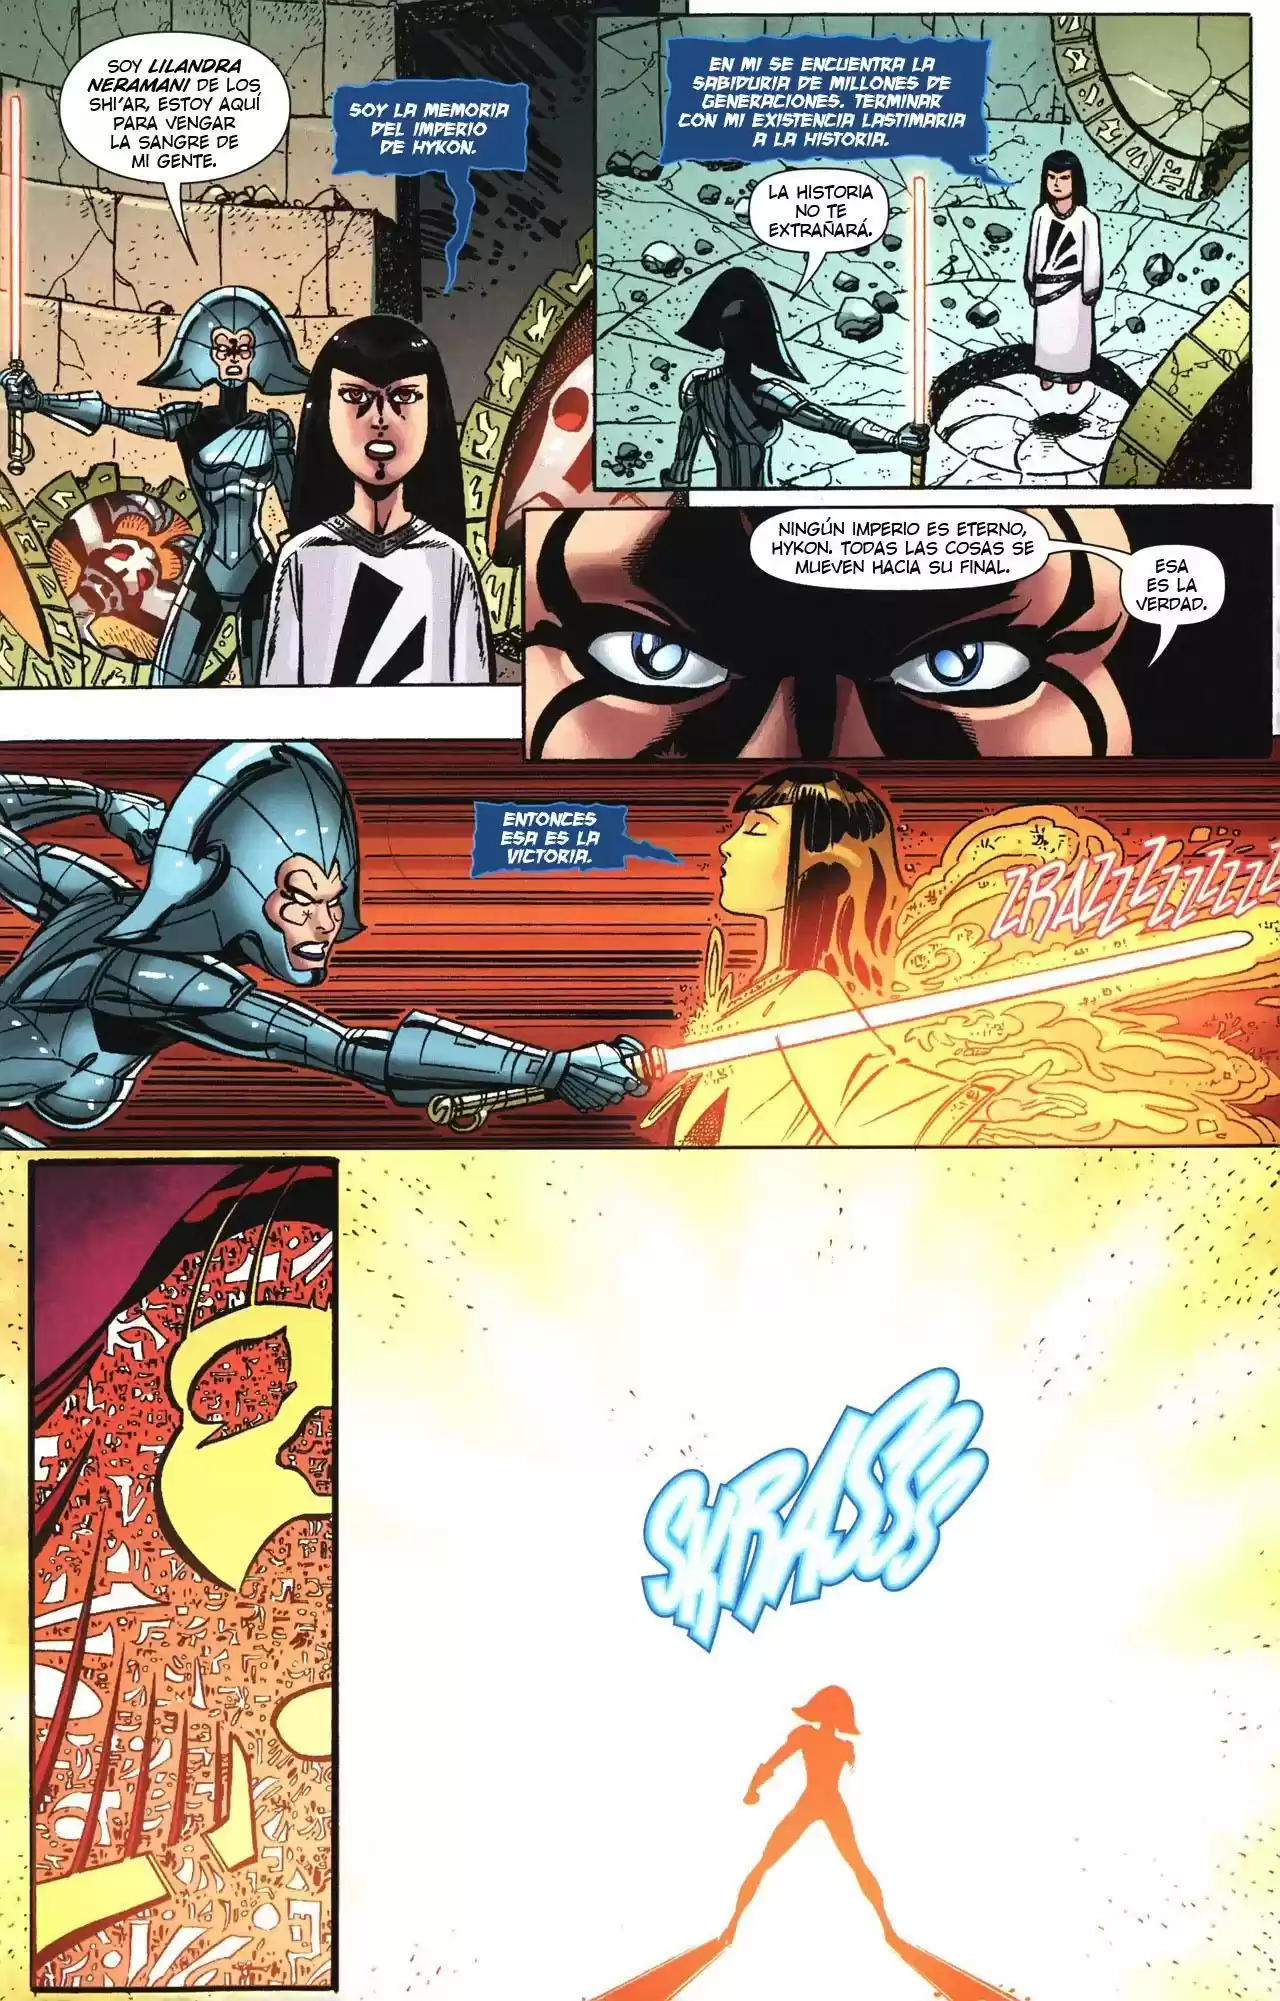 SOY LILANDRA
NERAMANI DE LOS
SHI'AR, ESTOY AQUÍ
PARA VENGAR
LA SANGRE DE
MI GENTE.
SOY LA MEMORIA
DEL IMPERIO
DE HYKON.
EN MI SE ENCUENTRA LA
SABIDURIA DE MILLONES DE
GENERACIONES. TERMINAR
CON MI EXISTENCIA LASTIMARIA
A LA HISTORIA.
LA HISTORIA
NO TE
EXTRAÑARÁ.
NINGÚN IMPERIO ES ETERNO,
HYKON. TODAS LAS COSAS SE
MUEVEN HACIA SU FINAL.
ESA
ES LA
VERDAD.
ENTONCES
ESA ES LA
VICTORIA.
ZRAZZZZZZZZ
SKRASSS